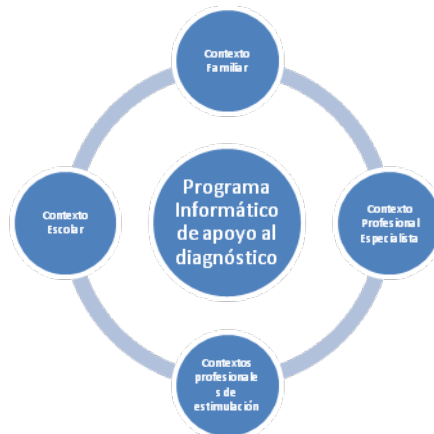 Contexto
Familiar
Programa
Informático
de apoyo al
diagnóstico
Contexto
Escolar
Contexto
Profesional
Especialista
Contextos
profesionale
s de
estimulación